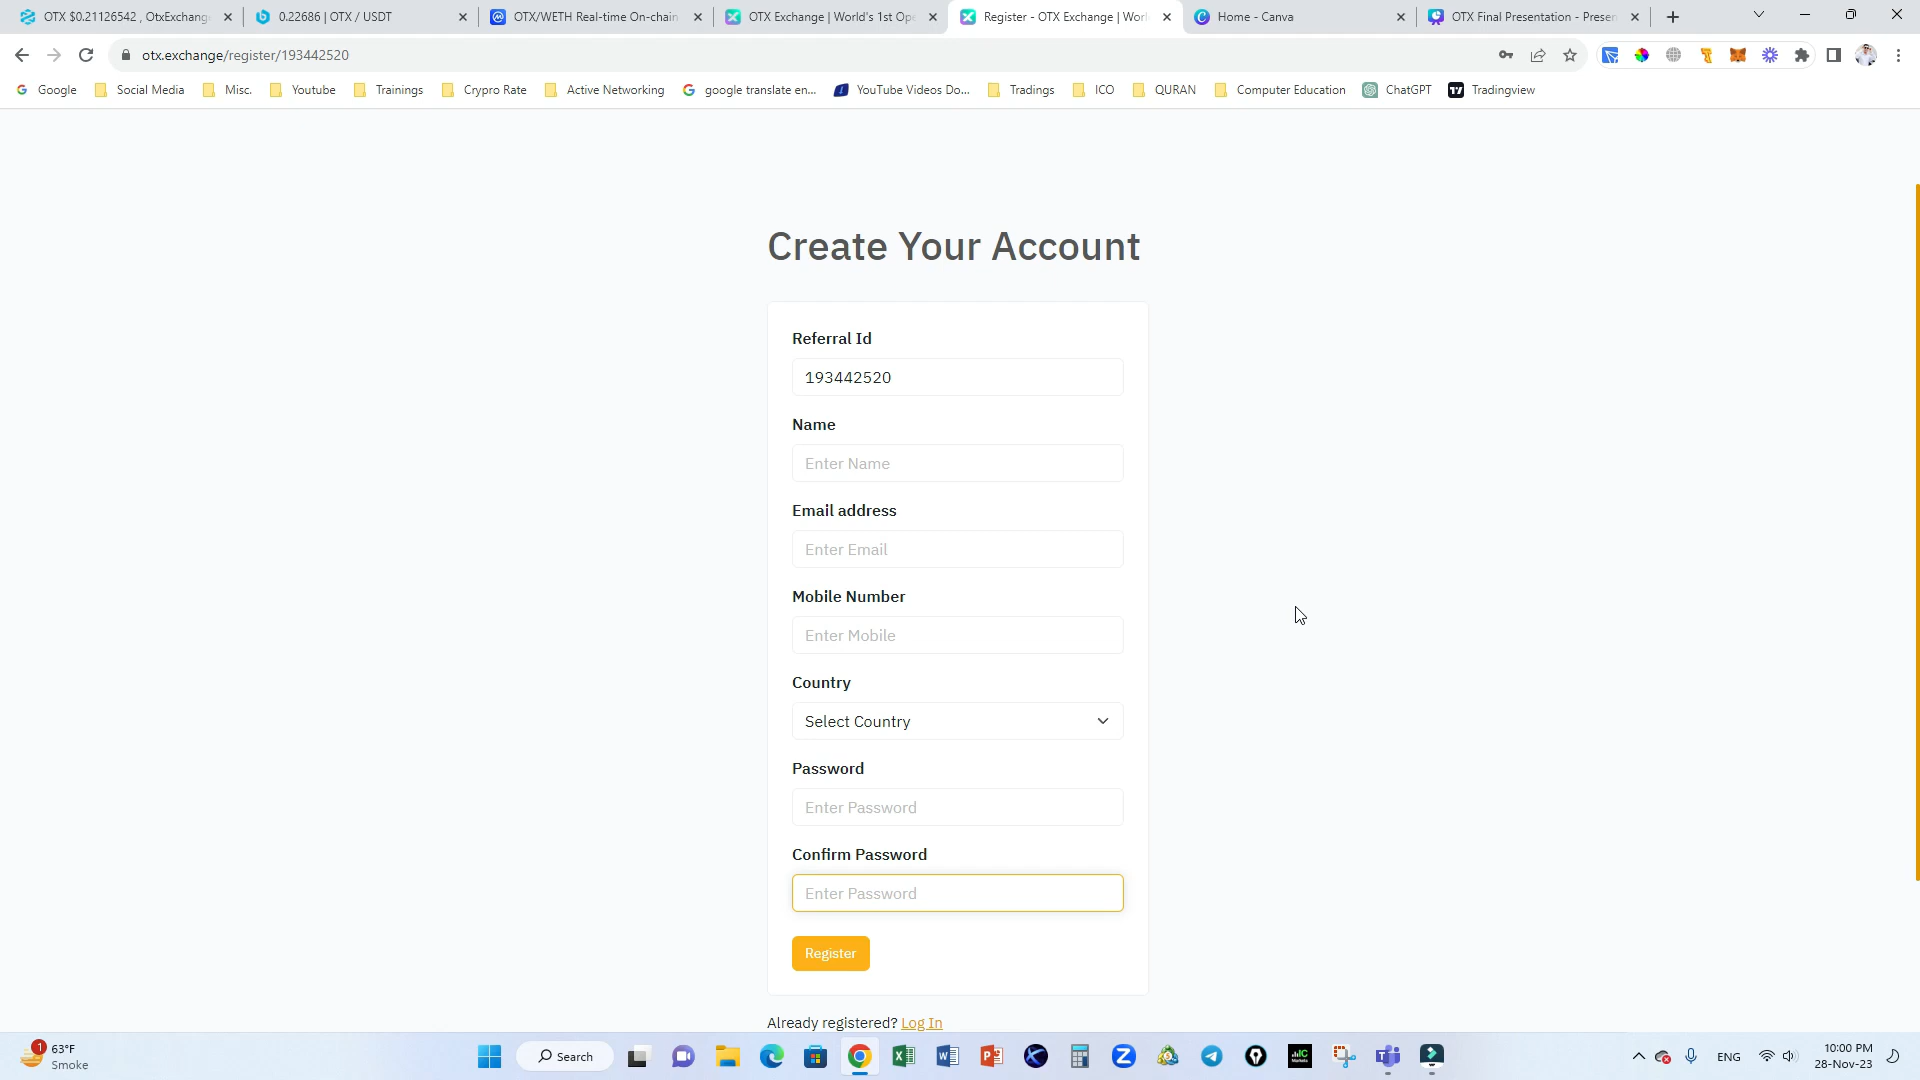 OTX $0.21126542 , OtxExchang
0.22686 | OTX / USDT
OTX/WETH Real-time On-chain
OTX Exchange | World's 1st Ope
Register - OTX Exchange | Worl
Home - Canva
OTX Final Presentation - Presen
otx.exchange/register/193442520
Google
Social Media
Misc.
Youtube
Trainings
Crypro Rate
Active Networking
google translate en...
YouTube Videos Do...
Tradings
ICO
QURAN
Computer Education
ChatGPT
Tradingview
Create Your Account
Referral Id
193442520
Name
Enter Name
Email address
Enter Email
Mobile Number
Enter Mobile
Country
Select Country
Password
Enter Password
Confirm Password
Enter Password
Register
Already registered? Log In
1
63°F
Smoke
Search
ENG
10:00 PM
28-Nov-23